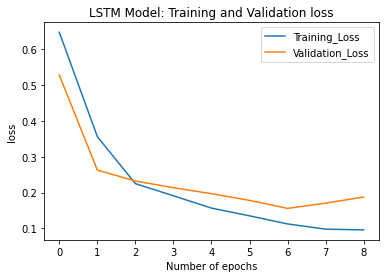 LSTM Model: Training and Validation loss
Training_Loss
Validation_Loss
loss
0.6
0.5
0.4
0.3
0.2
0.1
0 1 2 3 4 5 6 7 8
Number of epochs